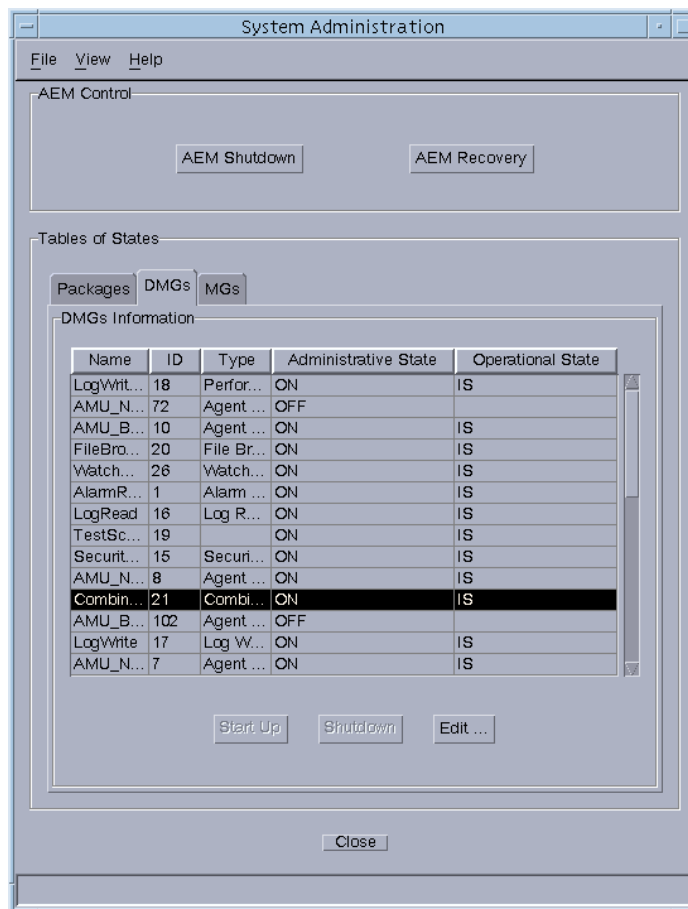 System Administration
File View Help
AEM Control
AEM Shutdown AEM Recovery
Tables of States
Packages DMGs MGs
DMGs Information
Name ID Type Administrative State Operational State
LogWrit... 18 Perfor... ON IS
AMU_N... 72 Agent ... OFF
AMU_B... 10 Agent ... ON IS
FileBro... 20 File Br... ON IS
Watch... 26 Watch... ON IS
AlarmR... 1 Alarm ... ON IS
LogRead 16 Log R... ON IS
TestSc... 19 ON IS
Securit... 15 Securi... ON IS
AMU_N... 8 Agent ... ON IS
Combin... 21 Combi... ON IS
AMU_B... 102 Agent ... OFF
LogWrite 17 Log W... ON IS
AMU_N... 7 Agent ... ON IS
Start Up Shutdown Edit ...
Close